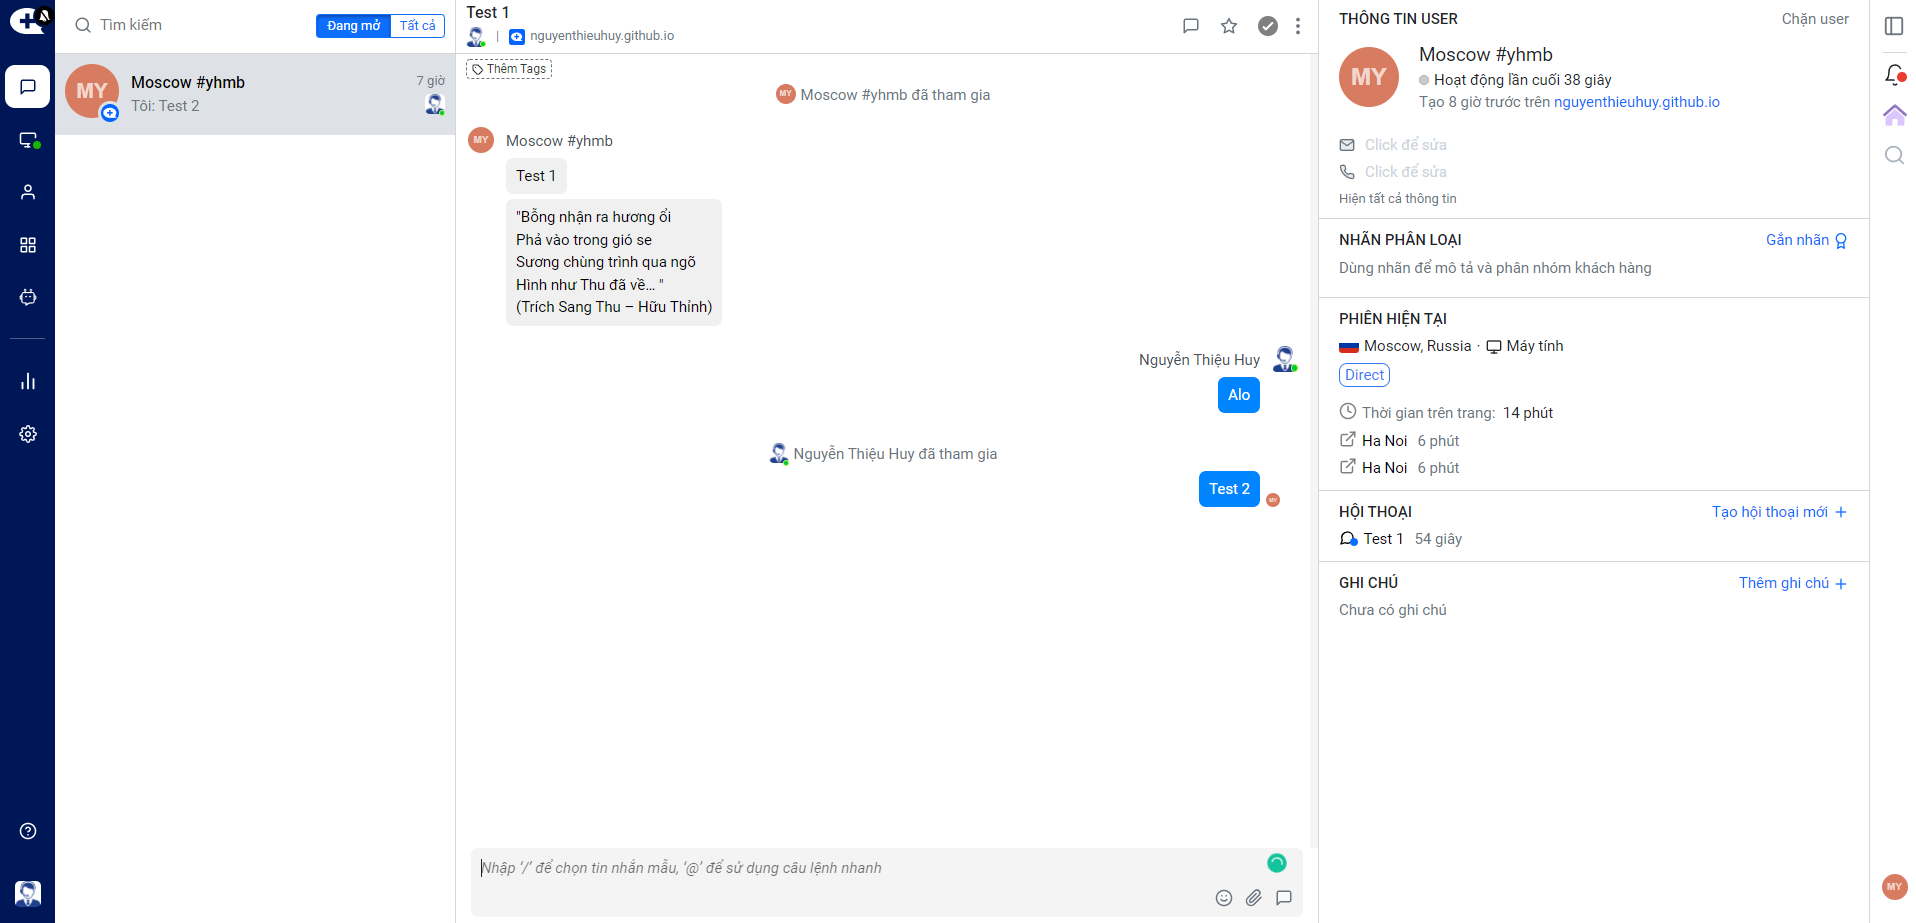 Tìm kiếm
Đang mở
Tất cả
MY
Moscow #yhmb
7 giờ
Tôi: Test 2
Test 1
nguyenthieuhuy.github.io
Thêm Tags
MY
Moscow #yhmb đã tham gia
MY
Moscow #yhmb
Test 1
"Bỗng nhận ra hương ổi
Phả vào trong gió se
Sương chùng trình qua ngõ
Hình như Thu đã về... "
(Trích Sang Thu – Hữu Thỉnh)
Nguyễn Thiệu Huy
Alo
Nguyễn Thiệu Huy đã tham gia
Test 2
MY
Nhập '/' để chọn tin nhắn mẫu, '@' để sử dụng câu lệnh nhanh
THÔNG TIN USER
Chặn user
MY
Moscow #yhmb
Hoạt động lần cuối 38 giây
Tạo 8 giờ trước trên nguyenthieuhuy.github.io
Click để sửa
Click để sửa
Hiện tất cả thông tin
NHÃN PHÂN LOẠI
Gắn nhãn
Dùng nhãn để mô tả và phân nhóm khách hàng
PHIÊN HIỆN TẠI
Moscow, Russia · Máy tính
Direct
Thời gian trên trang: 14 phút
Ha Noi 6 phút
Ha Noi 6 phút
HỘI THOẠI
Tạo hội thoại mới +
Test 1 54 giây
GHI CHÚ
Thêm ghi chú +
Chưa có ghi chú
MY